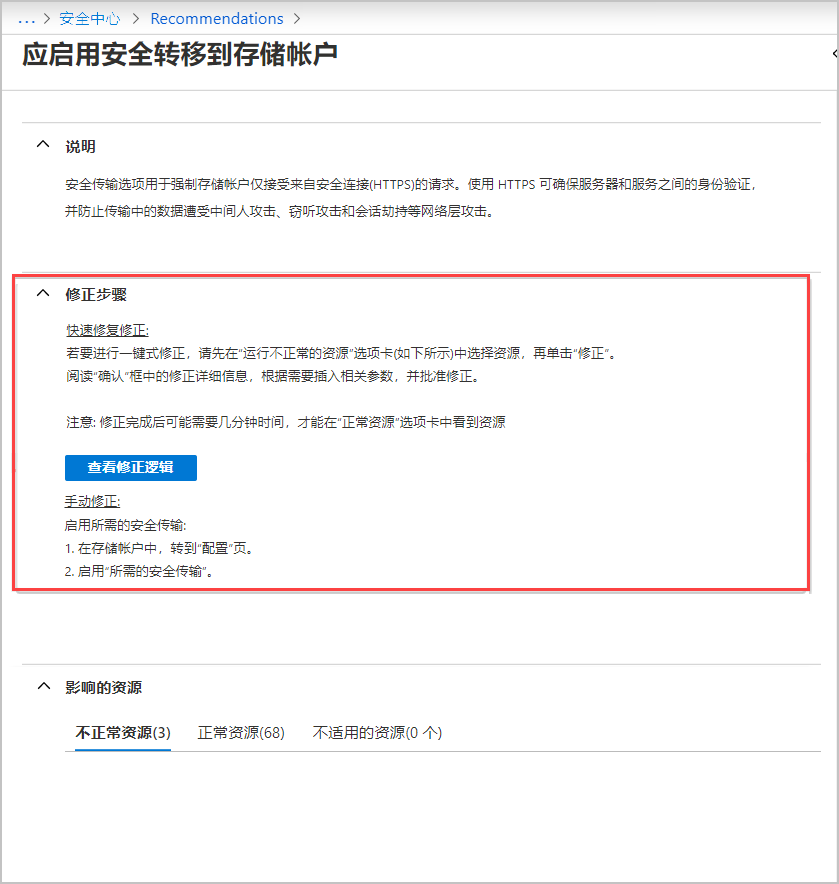 ... > 安全中心 > Recommendations >
应启用安全转移到存储帐户
说明
安全传输选项用于强制存储帐户仅接受来自安全连接(HTTPS)的请求。使用 HTTPS 可确保服务器和服务之间的身份验证，
并防止传输中的数据遭受中间人攻击、窃听攻击和会话劫持等网络层攻击。
修正步骤
快速修复修正:
若要进行一键式修正，请先在“运行不正常的资源”选项卡(如下所示)中选择资源，再单击“修正”。
阅读“确认”框中的修正详细信息，根据需要插入相关参数，并批准修正。
注意: 修正完成后可能需要几分钟时间，才能在“正常资源”选项卡中看到资源
查看修正逻辑
手动修正:
启用所需的安全传输:
1. 在存储帐户中，转到“配置”页。
2. 启用“所需的安全传输”。
影响的资源
不正常资源(3) 正常资源(68) 不适用的资源(0 个)